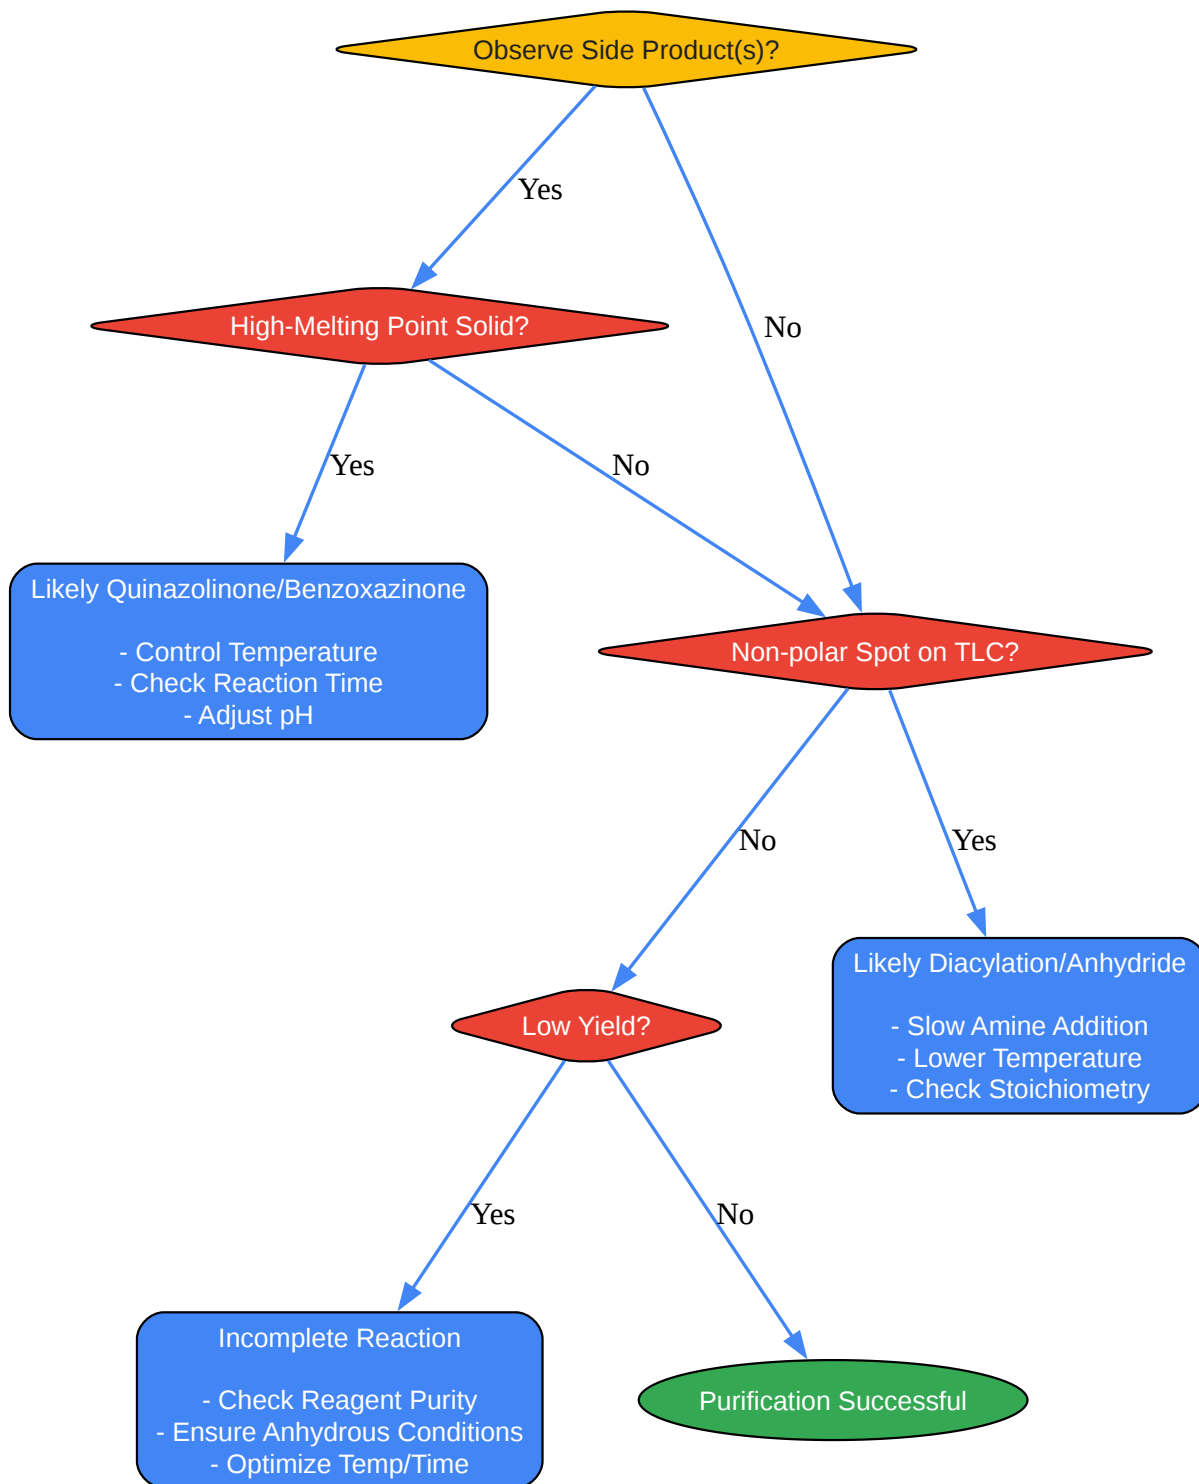 Observe Side Product(s)?
Yes
No
High-Melting Point Solid?
Yes
No
Likely Quinazolinone/Benzoxazinone
- Control Temperature
- Check Reaction Time
- Adjust pH
Non-polar Spot on TLC?
No
Yes
Likely Diacylation/Anhydride
- Slow Amine Addition
- Lower Temperature
- Check Stoichiometry
Low Yield?
Yes
No
Incomplete Reaction
- Check Reagent Purity
- Ensure Anhydrous Conditions
- Optimize Temp/Time
Purification Successful